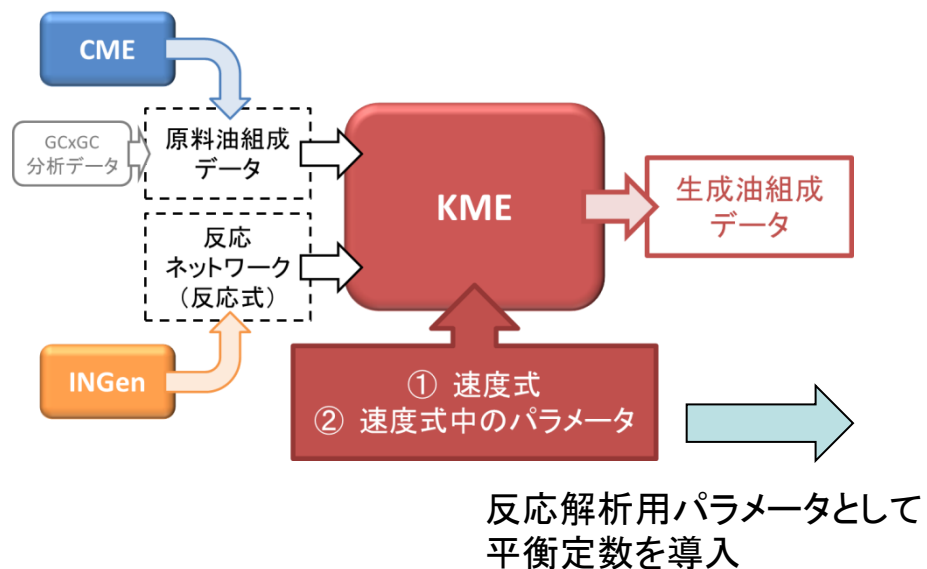 CME
GCxGC
分析データ
原料油組成
データ
反応
ネットワーク
（反応式）
INGen
KME
生成油組成
データ
① 速度式
② 速度式中のパラメータ
反応解析用パラメータとして
平衡定数を導入